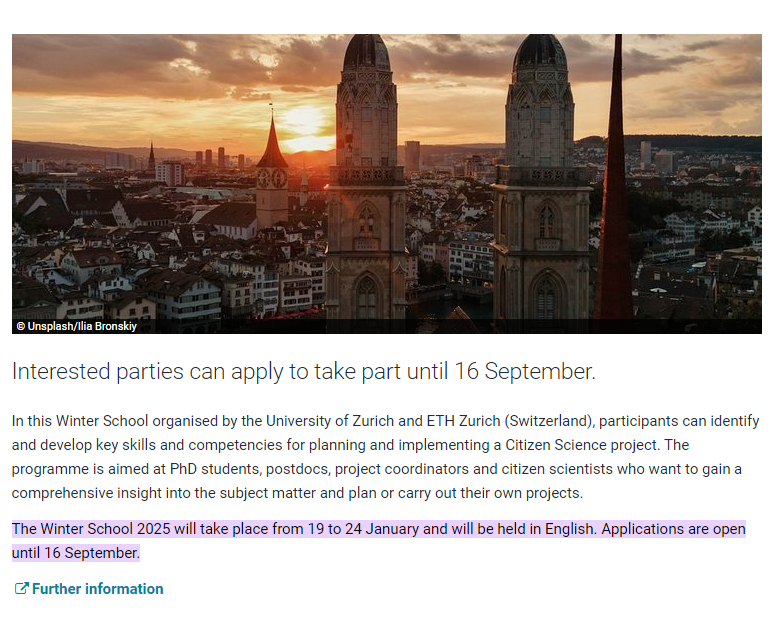 © Unsplash/Ilia Bronskiy
Interested parties can apply to take part until 16 September.
In this Winter School organised by the University of Zurich and ETH Zurich (Switzerland), participants can identify
and develop key skills and competencies for planning and implementing a Citizen Science project. The
programme is aimed at PhD students, postdocs, project coordinators and citizen scientists who want to gain a
comprehensive insight into the subject matter and plan or carry out their own projects.
The Winter School 2025 will take place from 19 to 24 January and will be held in English. Applications are open
until 16 September.
Further information